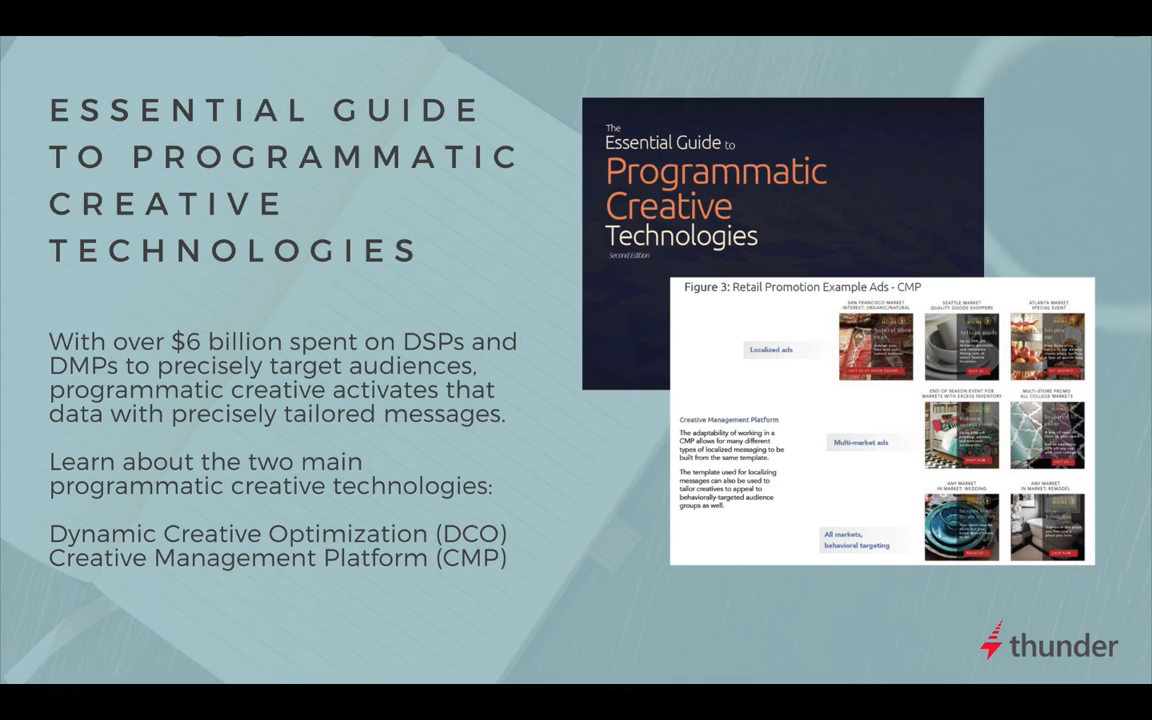 ESSENTIAL GUIDE
TO PROGRAMMATIC
CREATIVE
TECHNOLOGIES
With over $6 billion spent on DSPs and
DMPs to precisely target audiences,
programmatic creative activates that
data with precisely tailored messages.
Learn about the two main
programmatic creative technologies:
Dynamic Creative Optimization (DCO)
Creative Management Platform (CMP)
The
Essential Guide to
Programmatic
Creative
Technologies
Second Edition
Figure 3: Retail Promotion Example Ads - CMP
SAN FRANCISCO MARKET
INTEREST: ORGANIC/NATURAL
SEATTLE MARKET
QUALITY GOODS SHOPPERS
ATLANTA MARKET
SPECIAL EVENT
Localized ads
END OF SEASON EVENT FOR
MARKETS WITH EXCESS INVENTORY
MULTI-STORE PROMO
ALL COLLEGE MARKETS
Creative Management Platform
The adaptability of working in a
CMP allows for many different
types of localized messaging to be
built from the same template.
The template used for localizing
messages can also be used to
tailor creatives to appeal to
behaviorally-targeted audience
groups as well.
Multi-market ads
SHOP NOW
ANY MARKET
IN MARKET: WEDDING
ANY MARKET
IN MARKET: REMODEL
All markets,
behavioral targeting
SHOP NOW
thunder